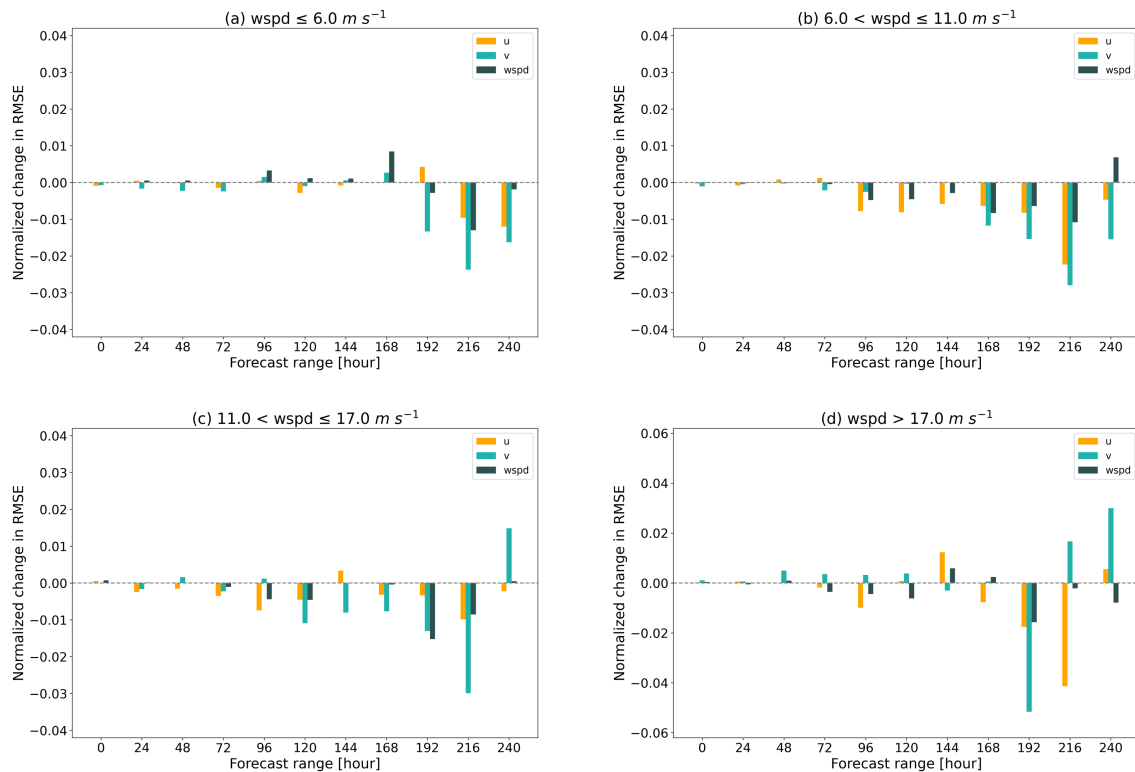 (a) wspd ≤ 6.0 m s⁻¹
Normalized change in RMSE
0.04
0.03
0.02
0.01
0.00
−0.01
−0.02
−0.03
−0.04
u
v
wspd
0 24 48 72 96 120 144 168 192 216 240
Forecast range [hour]
(b) 6.0 < wspd ≤ 11.0 m s⁻¹
Normalized change in RMSE
0.04
0.03
0.02
0.01
0.00
−0.01
−0.02
−0.03
−0.04
u
v
wspd
0 24 48 72 96 120 144 168 192 216 240
Forecast range [hour]
(c) 11.0 < wspd ≤ 17.0 m s⁻¹
Normalized change in RMSE
0.04
0.03
0.02
0.01
0.00
−0.01
−0.02
−0.03
−0.04
u
v
wspd
0 24 48 72 96 120 144 168 192 216 240
Forecast range [hour]
(d) wspd > 17.0 m s⁻¹
Normalized change in RMSE
0.06
0.04
0.02
0.00
−0.02
−0.04
−0.06
u
v
wspd
0 24 48 72 96 120 144 168 192 216 240
Forecast range [hour]